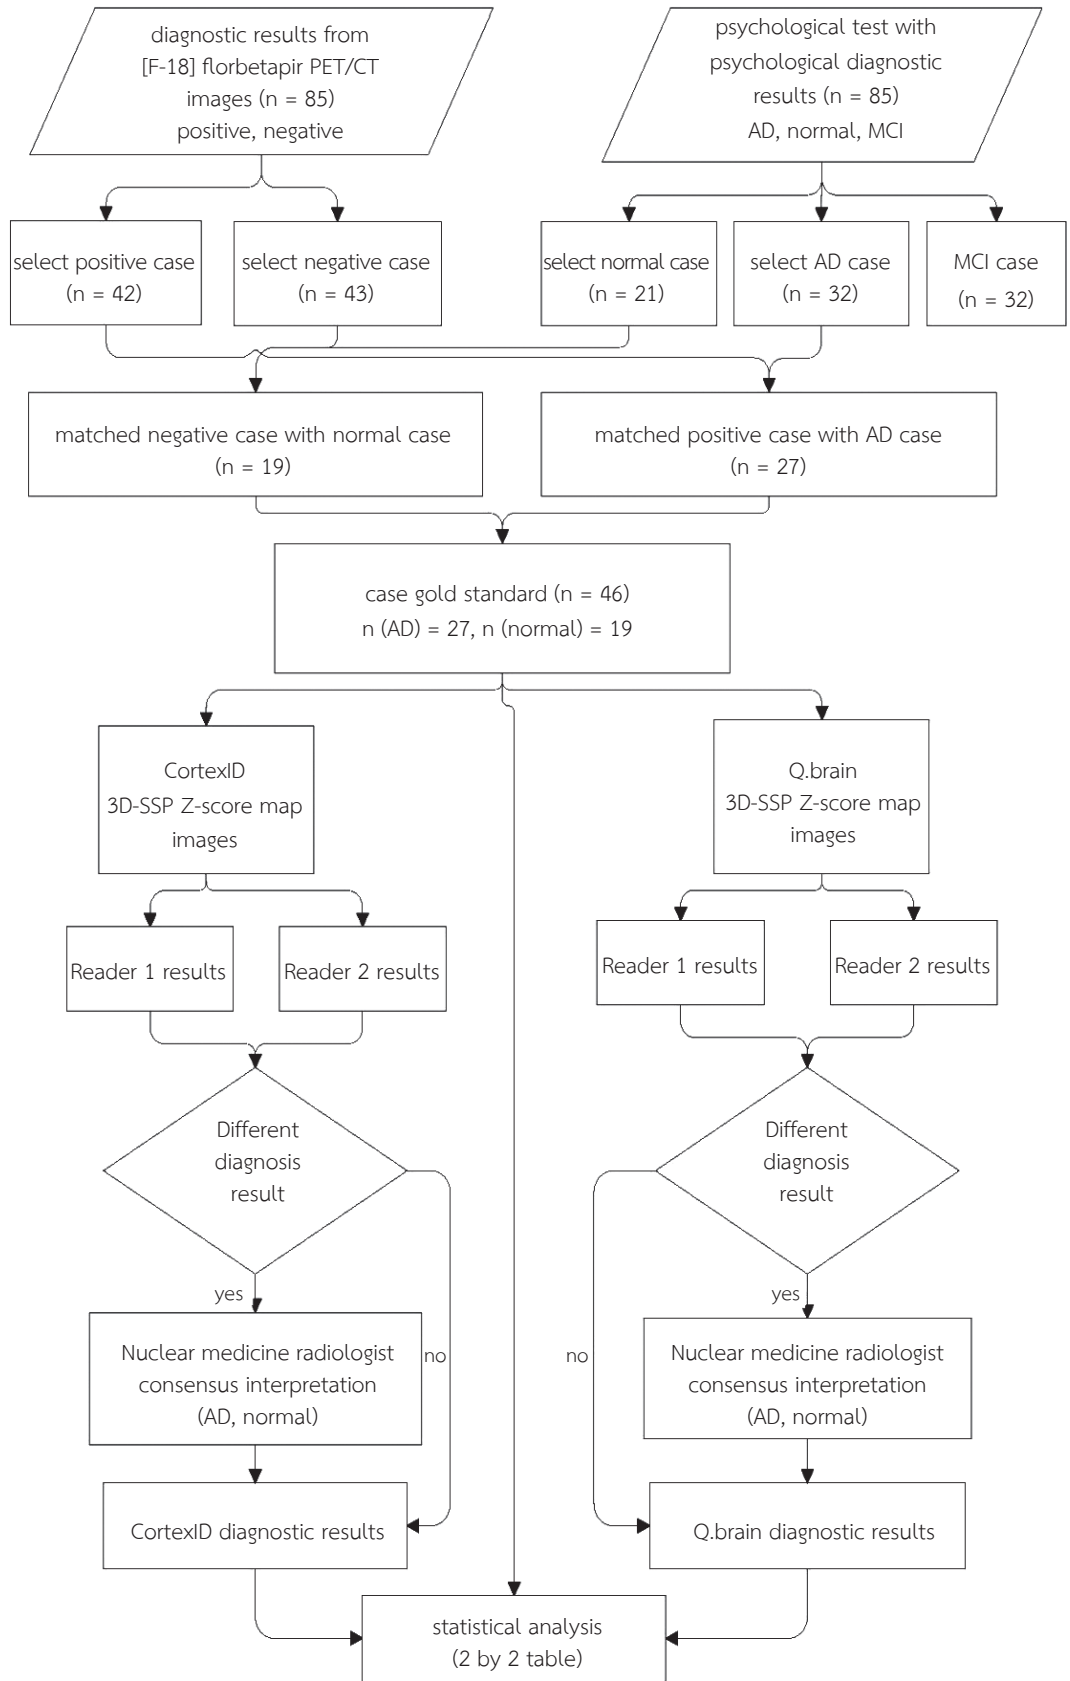 diagnostic results from
[F-18] florbetapir PET/CT
images (n = 85)
positive, negative
psychological test with
psychological diagnostic
results (n = 85)
AD, normal, MCI
select positive case
(n = 42)
select negative case
(n = 43)
select normal case
(n = 21)
select AD case
(n = 32)
MCI case
(n = 32)
matched negative case with normal case
(n = 19)
matched positive case with AD case
(n = 27)
case gold standard (n = 46)
n (AD) = 27, n (normal) = 19
CortexID
3D-SSP Z-score map
images
Q.brain
3D-SSP Z-score map
images
Reader 1 results
Reader 2 results
Reader 1 results
Reader 2 results
Different
diagnosis
result
Different
diagnosis
result
yes
no
yes
no
Nuclear medicine radiologist
consensus interpretation
(AD, normal)
Nuclear medicine radiologist
consensus interpretation
(AD, normal)
CortexID diagnostic results
Q.brain diagnostic results
statistical analysis
(2 by 2 table)